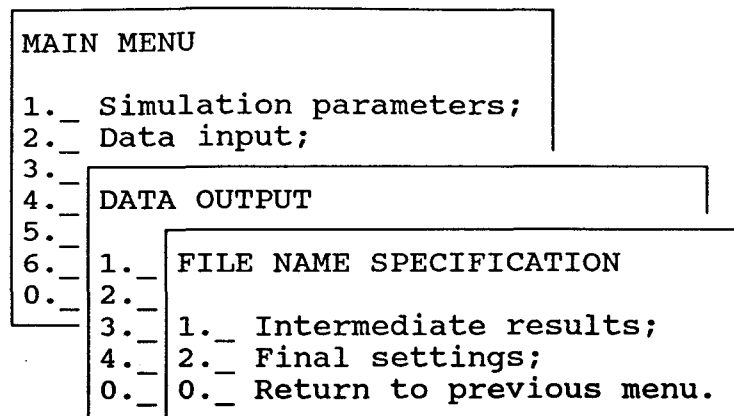 MAIN MENU
1._ Simulation parameters;
2._ Data input;
3._
4._
5._
6._
0._
DATA OUTPUT
1._
2._
3._
4._
0._
FILE NAME SPECIFICATION
1._ Intermediate results;
2._ Final settings;
0._ Return to previous menu.